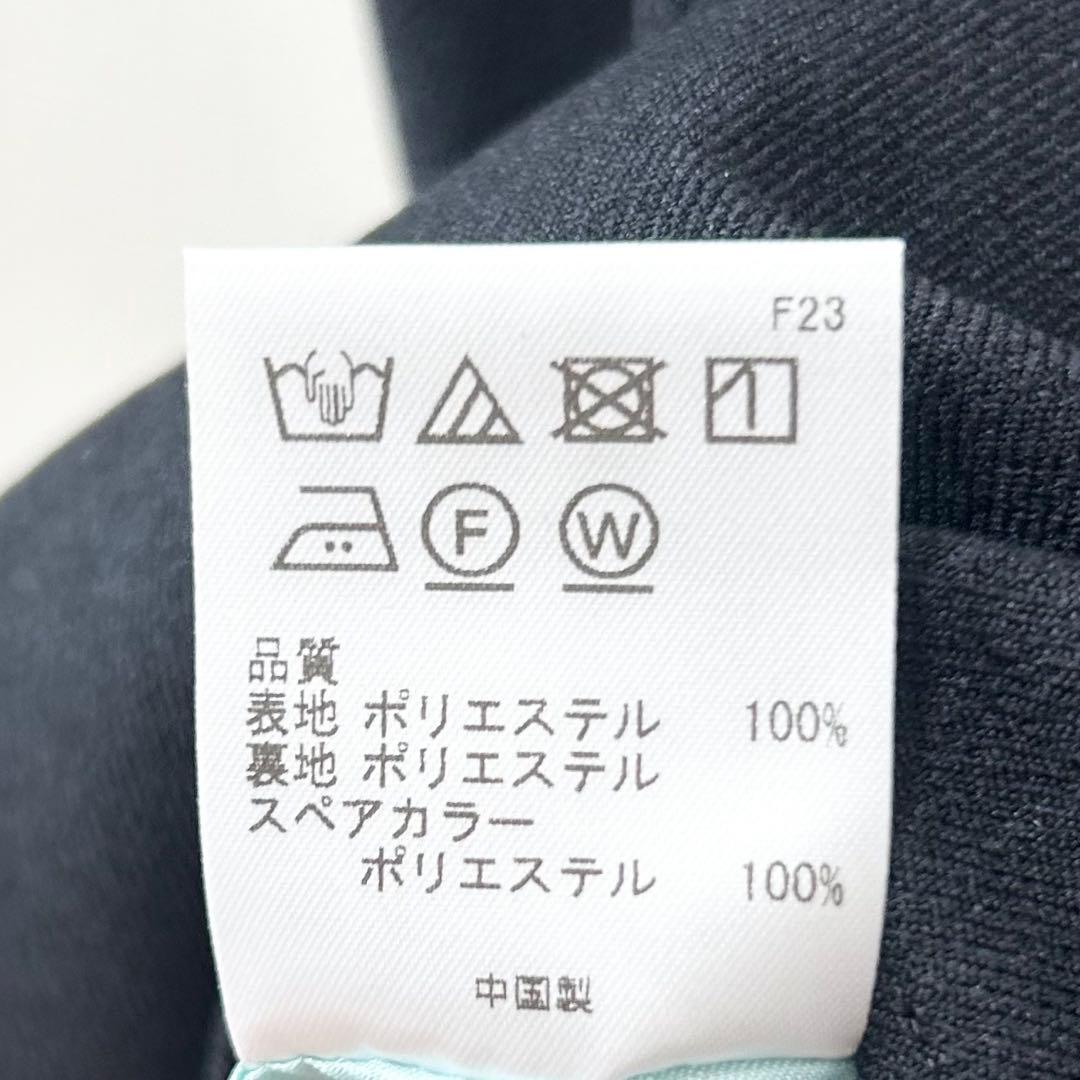 F23
F W
品質
表地 ポリエステル 100%
裏地 ポリエステル
スペアカラー
ポリエステル 100%
中国製